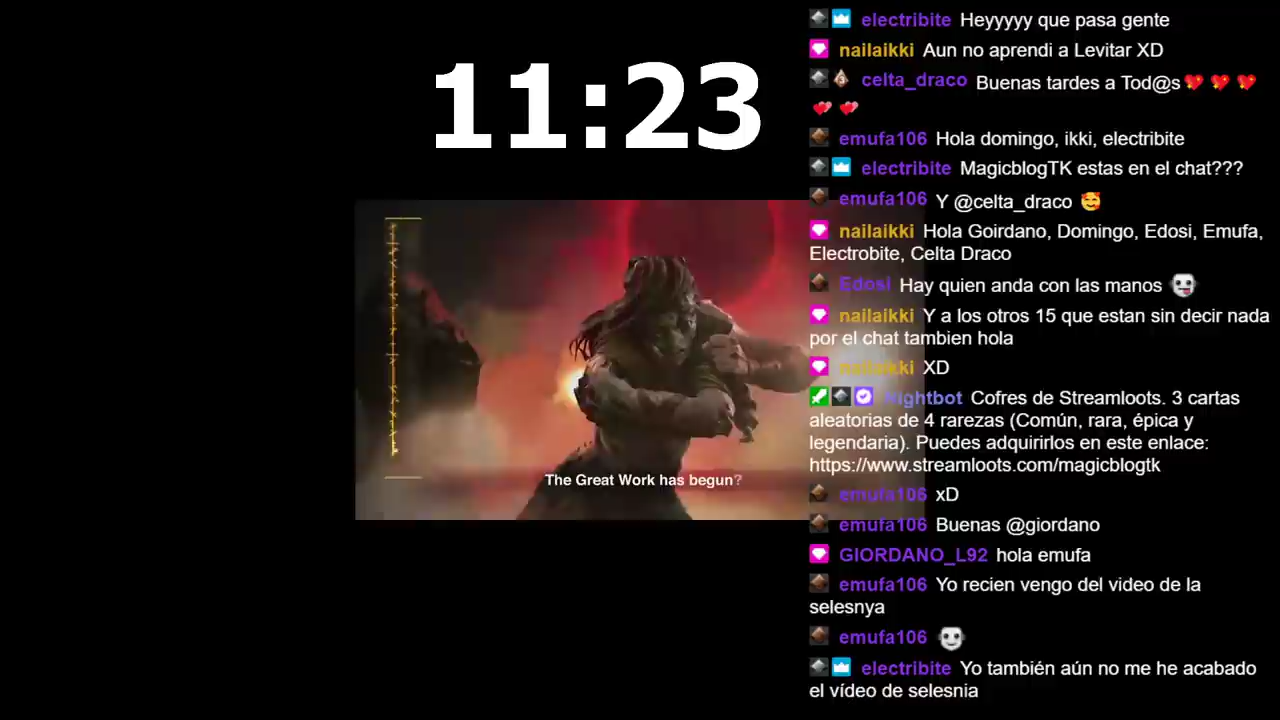 11:23
The Great Work has begun?
electribite Heyyyyy que pasa gente
nailaikki Aun no aprendi a Levitar XD
celta_draco Buenas tardes a Tod@s💖 💖 💖
💕 💕
emufa106 Hola domingo, ikki, electribite
electribite MagicblogTK estas en el chat???
emufa106 Y @celta_draco 🥰
nailaikki Hola Goirdano, Domingo, Edosi, Emufa,
Electrobite, Celta Draco
Edosi Hay quien anda con las manos
nailaikki Y a los otros 15 que estan sin decir nada
por el chat tambien hola
nailaikki XD
Nightbot Cofres de Streamloots. 3 cartas
aleatorias de 4 rarezas (Común, rara, épica y
legendaria). Puedes adquirirlos en este enlace:
https://www.streamloots.com/magicblogtk
emufa106 xD
emufa106 Buenas @giordano
GIORDANO_L92 hola emufa
emufa106 Yo recien vengo del video de la
selesnya
emufa106
electribite Yo también aún no me he acabado
el vídeo de selesnia